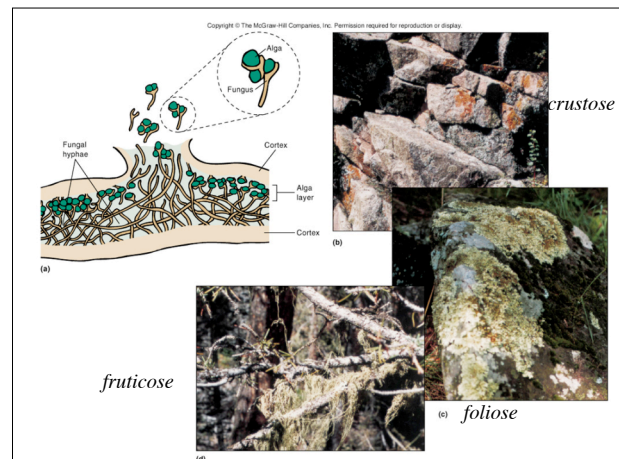 Copyright © The McGraw-Hill Companies, Inc. Permission required for reproduction or display.
Alga
Fungus
Fungal
hyphae
Cortex
Alga
layer
Cortex
(a)
crustose
(b)
fruticose
(c)
foliose
(d)